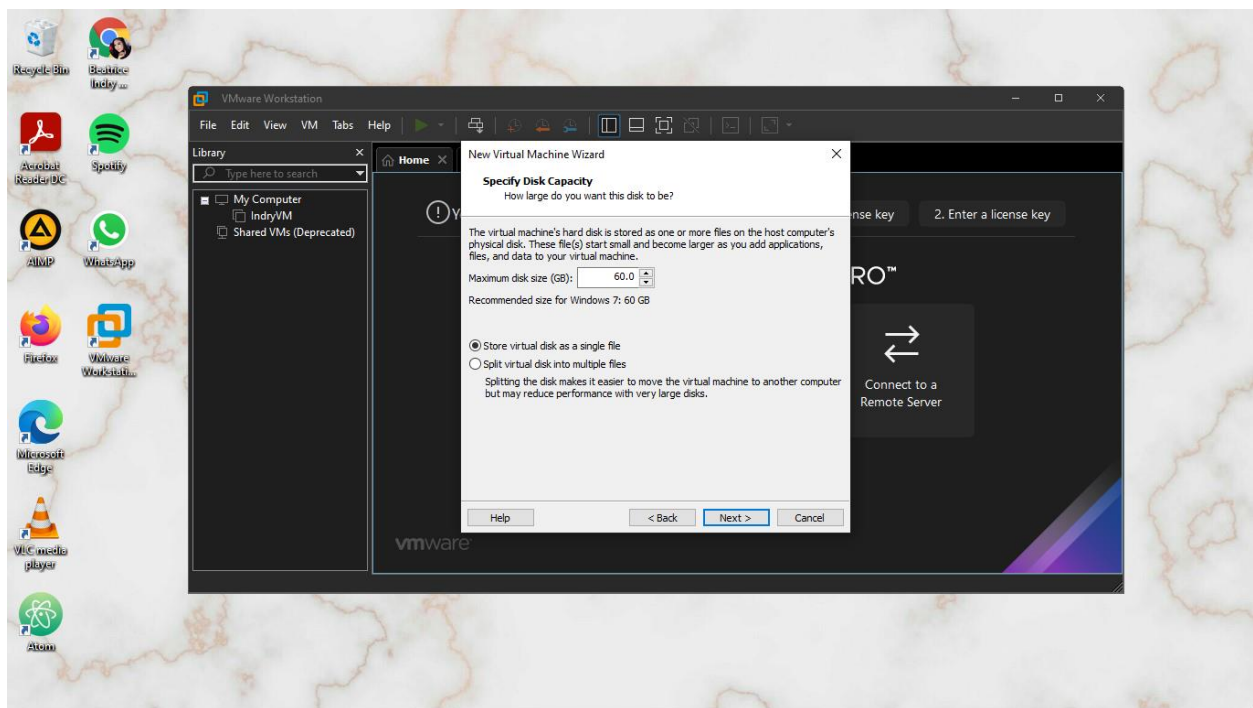 Recycle Bin
Beatrice
Indry ...
Acrobat
Reader DC
Spotify
AIMP
WhatsApp
Firefox
VMware
Workstati...
Microsoft
Edge
VLC media
player
Atom
VMware Workstation
File Edit View VM Tabs Help
Library
Type here to search
My Computer
IndryVM
Shared VMs (Deprecated)
Home
ense key
2. Enter a license key
RO™
Connect to a
Remote Server
vmware
New Virtual Machine Wizard
Specify Disk Capacity
How large do you want this disk to be?
The virtual machine's hard disk is stored as one or more files on the host computer's
physical disk. These file(s) start small and become larger as you add applications,
files, and data to your virtual machine.
Maximum disk size (GB): 60.0
Recommended size for Windows 7: 60 GB
Store virtual disk as a single file
Split virtual disk into multiple files
Splitting the disk makes it easier to move the virtual machine to another computer
but may reduce performance with very large disks.
Help
< Back
Next >
Cancel